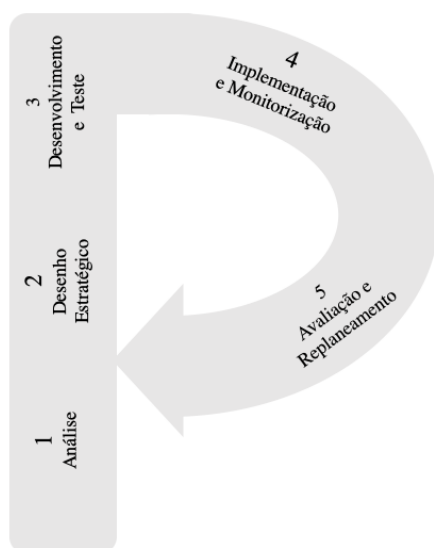 1
Análise
2
Desenho
Estratégico
3
Desenvolvimento
e Teste
4
Implementação
e Monitorização
5
Avaliação e
Replaneamento